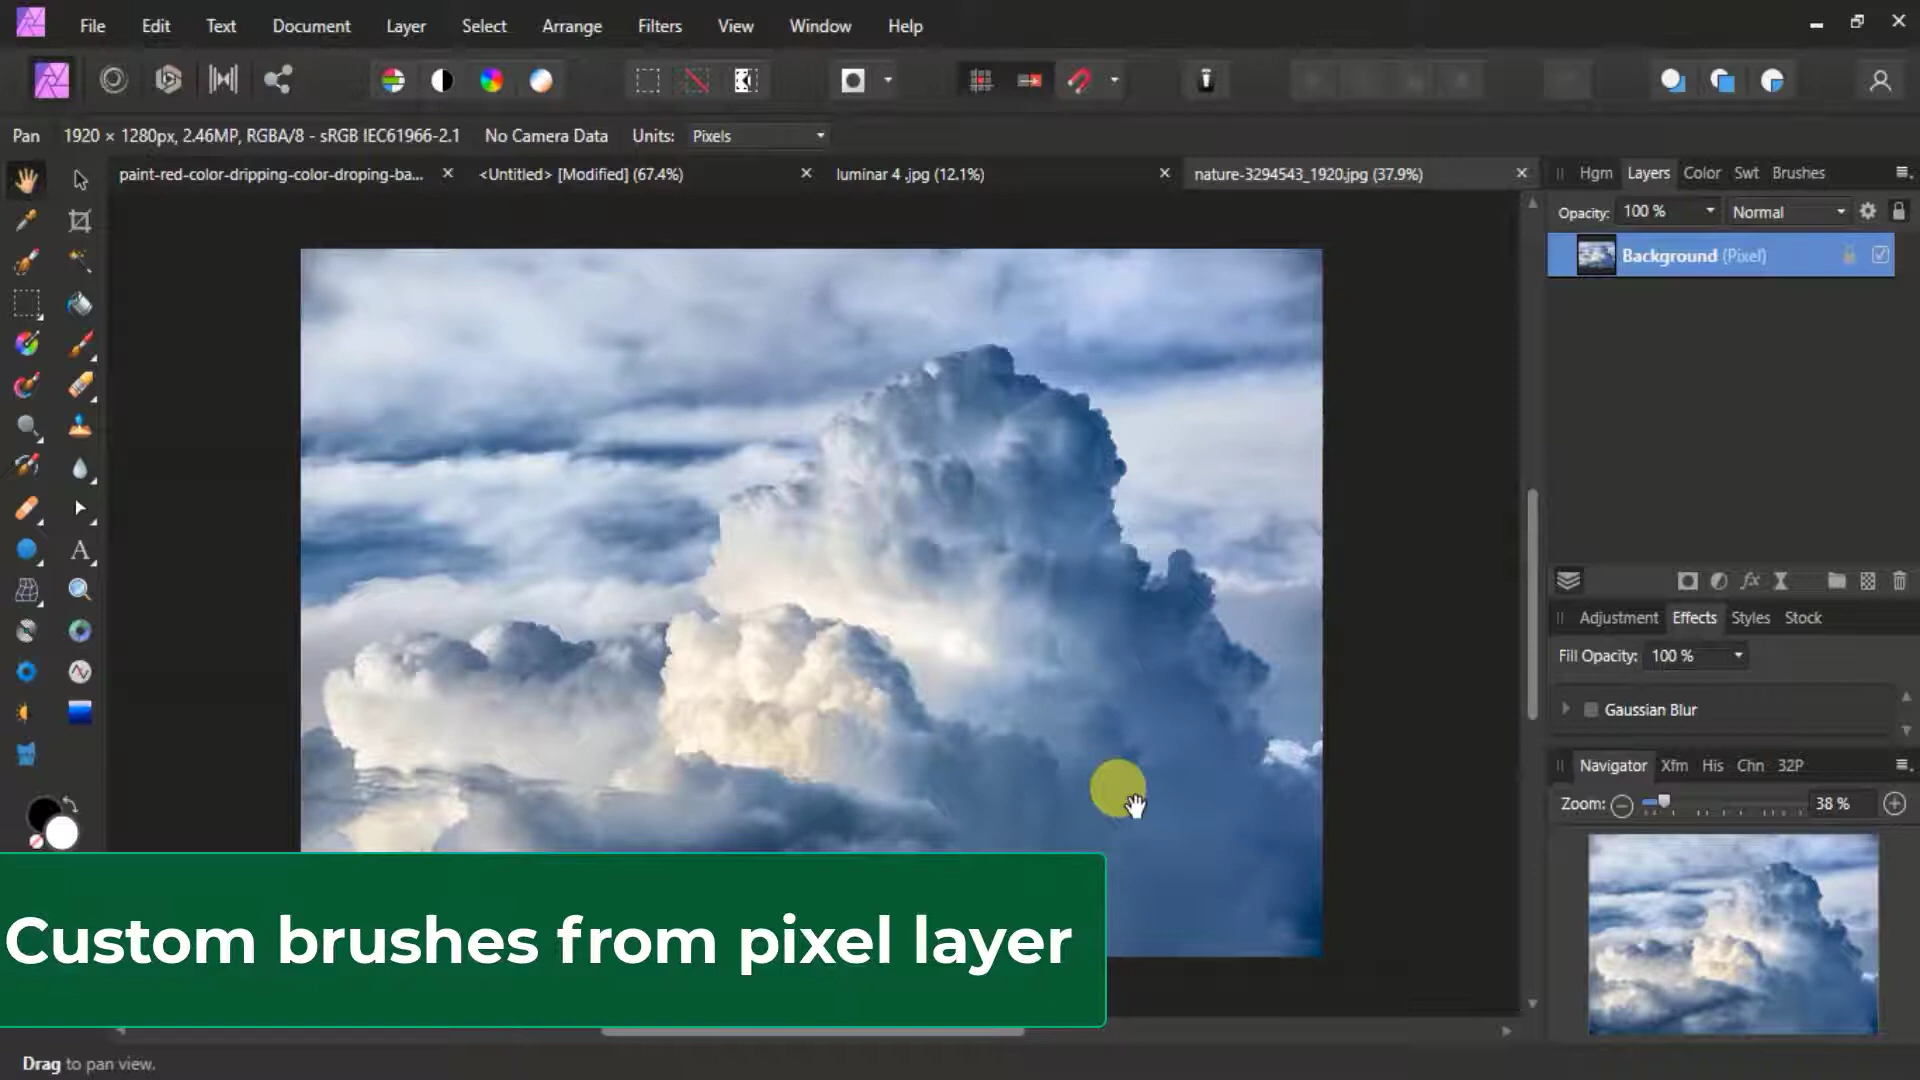 File Edit Text Document Layer Select Arrange Filters View Window Help
Pan 1920 × 1280px, 2.46MP, RGBA/8 - sRGB IEC61966-2.1 No Camera Data Units: Pixels
paint-red-color-dripping-color-droping-ba... <Untitled> [Modified] (67.4%) luminar 4 .jpg (12.1%) nature-3294543_1920.jpg (37.9%)
Hgm Layers Color Swt Brushes
Opacity: 100 % Normal
Background (Pixel)
Adjustment Effects Styles Stock
Fill Opacity: 100 %
Gaussian Blur
Navigator Xfm His Chn 32P
Zoom: 38 %
Custom brushes from pixel layer
Drag to pan view.